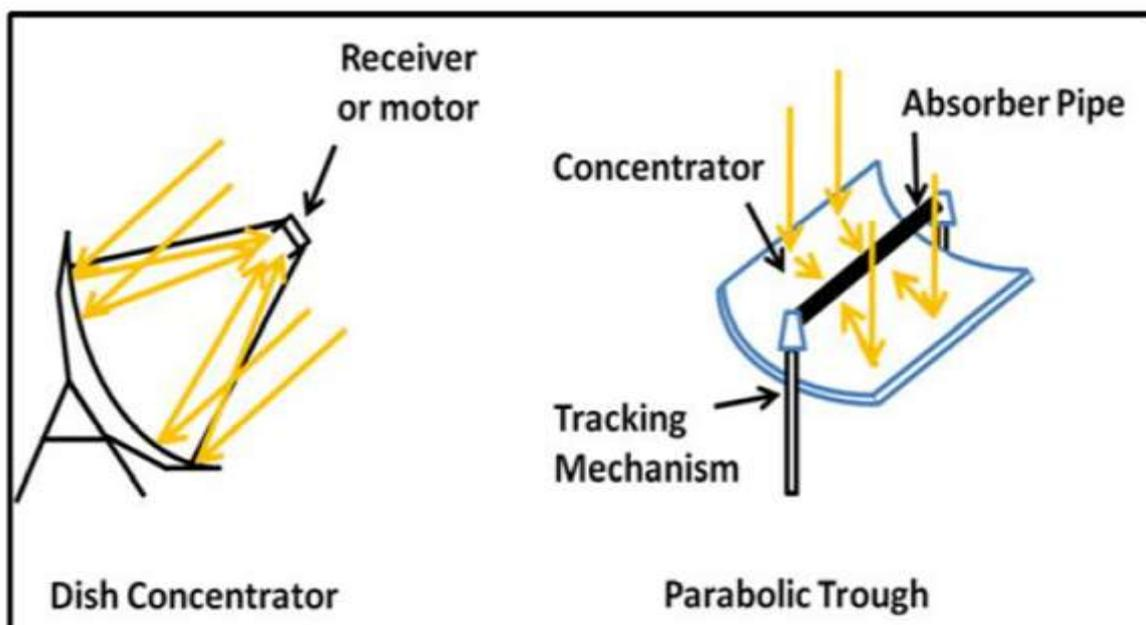 Receiver
or motor
Absorber Pipe
Concentrator
Tracking
Mechanism
Dish Concentrator
Parabolic Trough